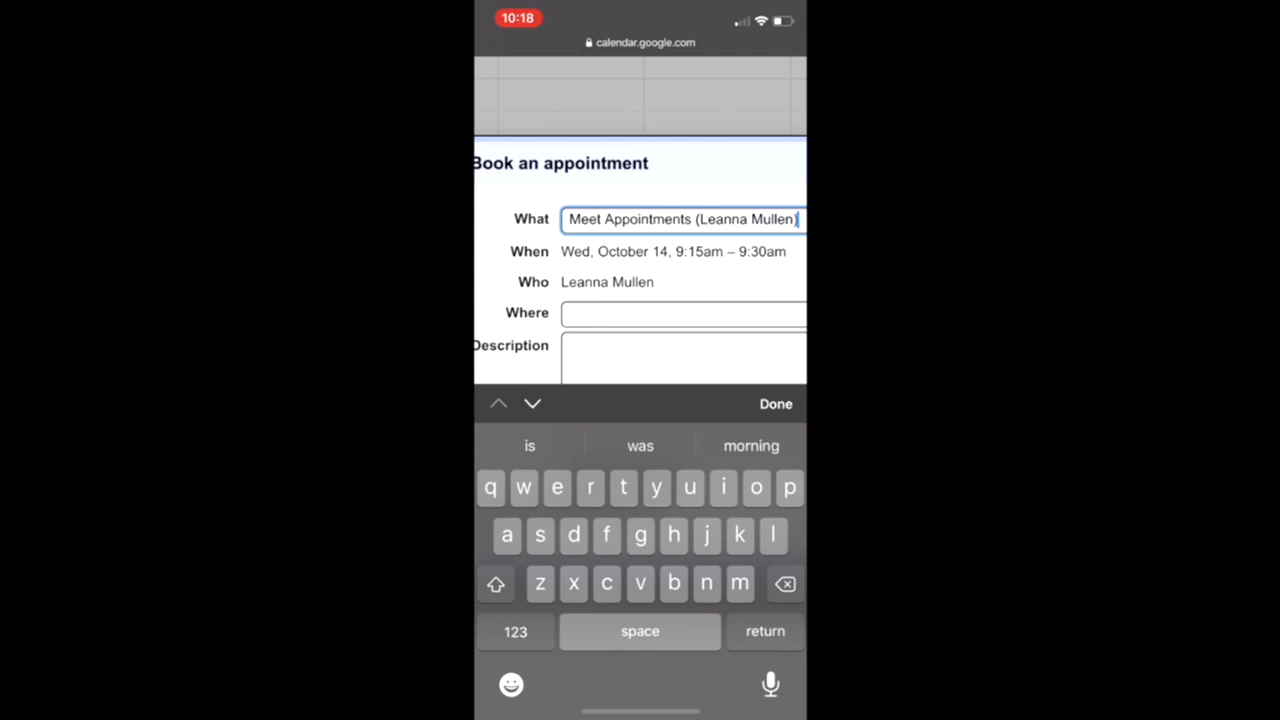 10:18
calendar.google.com
Book an appointment
What Meet Appointments (Leanna Mullen)
When Wed, October 14, 9:15am – 9:30am
Who Leanna Mullen
Where
Description
Done
is was morning
q w e r t y u i o p
a s d f g h j k l
z x c v b n m
123 space return